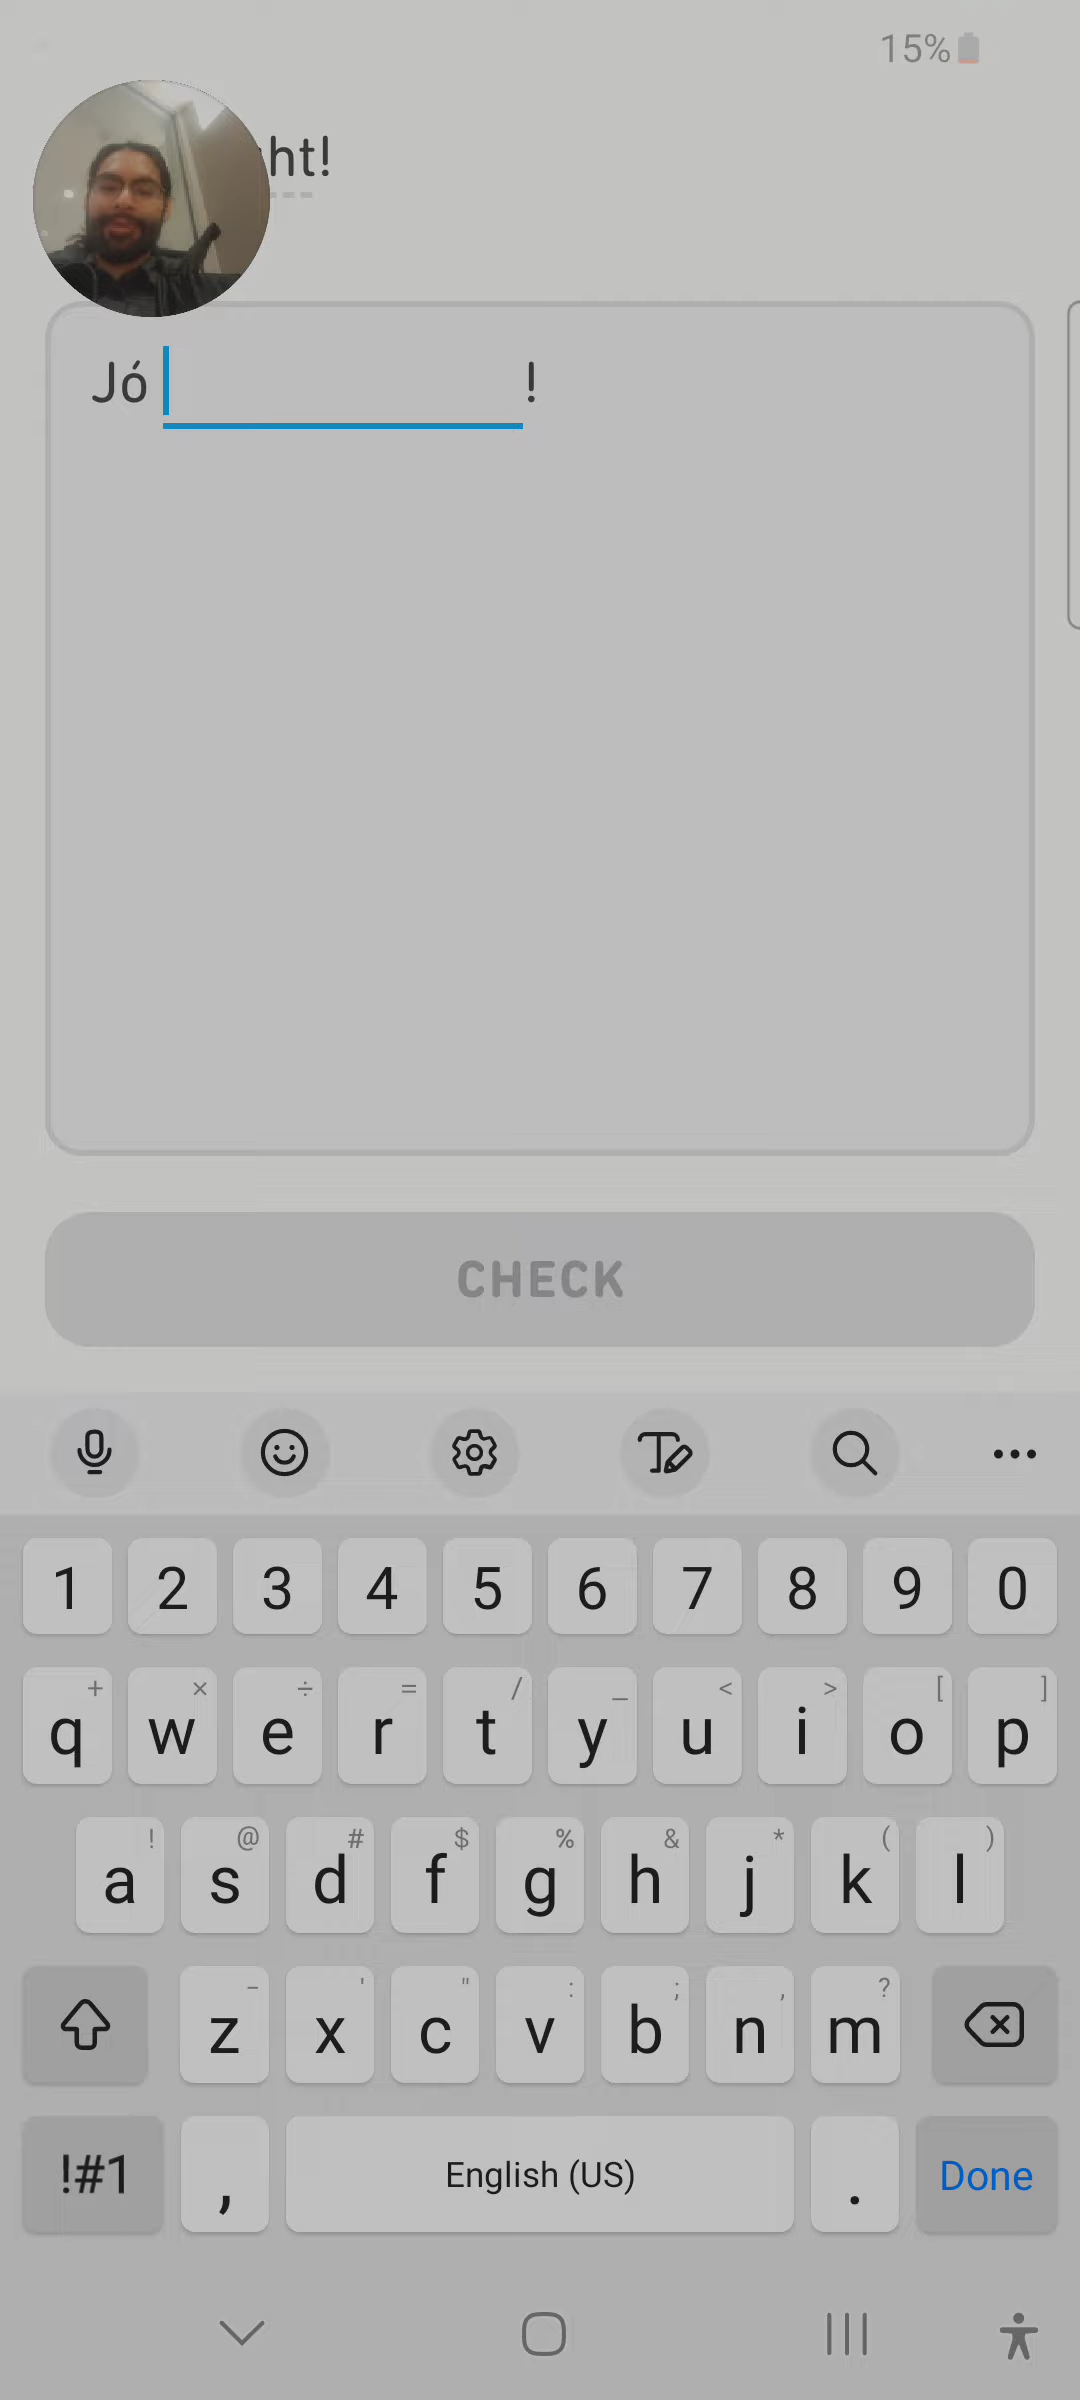 15%
ht!
Jó !
CHECK
1 2 3 4 5 6 7 8 9 0
+ × ÷ = / _ < > [ ]
q w e r t y u i o p
! @ # $ % & * ( )
a s d f g h j k l
- ' " : ; , ?
z x c v b n m
!#1 , English (US) . Done